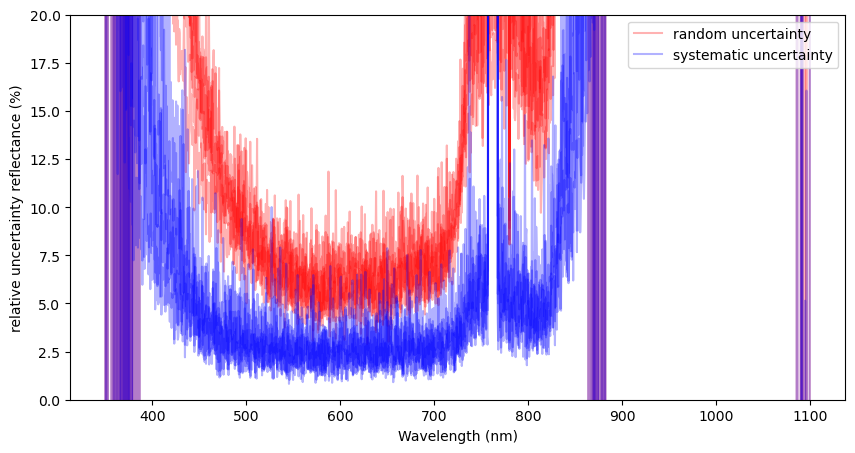 20.0
17.5
15.0
12.5
10.0
7.5
5.0
2.5
0.0
relative uncertainty reflectance (%)
random uncertainty
systematic uncertainty
400 500 600 700 800 900 1000 1100
Wavelength (nm)